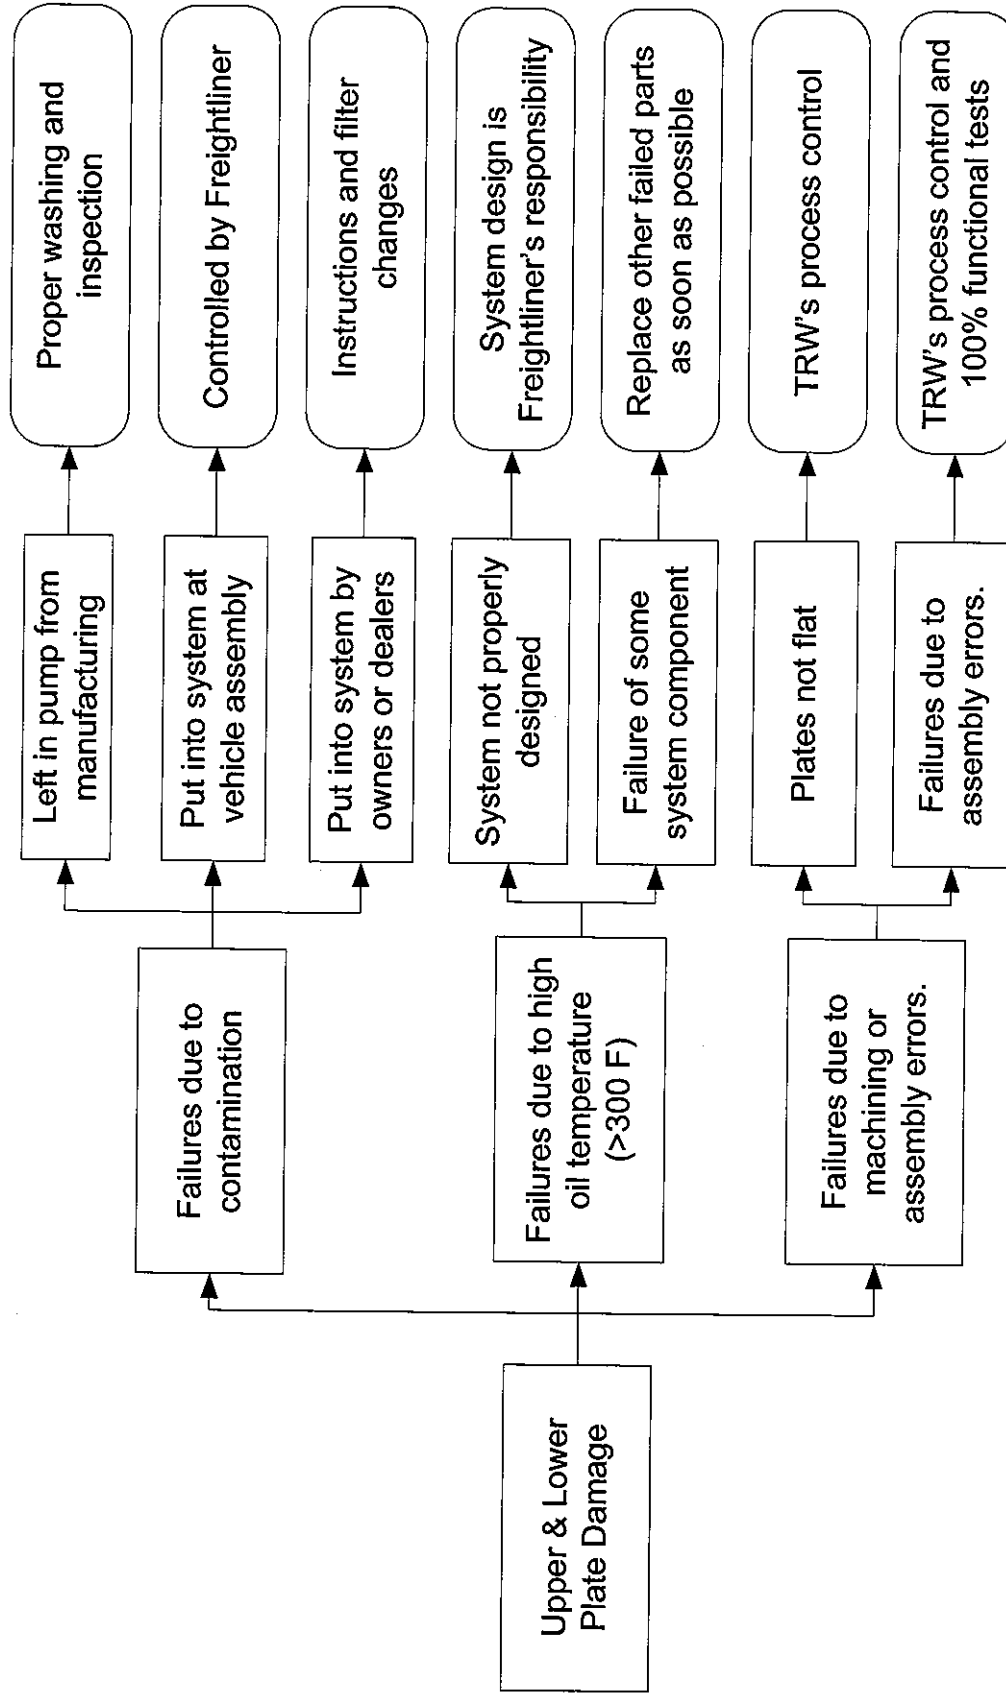 Upper & Lower
Plate Damage
Failures due to
contamination
Failures due to high
oil temperature
(>300 F)
Failures due to
machining or
assembly errors.
Left in pump from
manufacturing
Put into system at
vehicle assembly
Put into system by
owners or dealers
System not properly
designed
Failure of some
system component
Plates not flat
Failures due to
assembly errors.
Proper washing and
inspection
Controlled by Freightliner
Instructions and filter
changes
System design is
Freightliner's responsibility
Replace other failed parts
as soon as possible
TRW's process control
TRW's process control and
100% functional tests